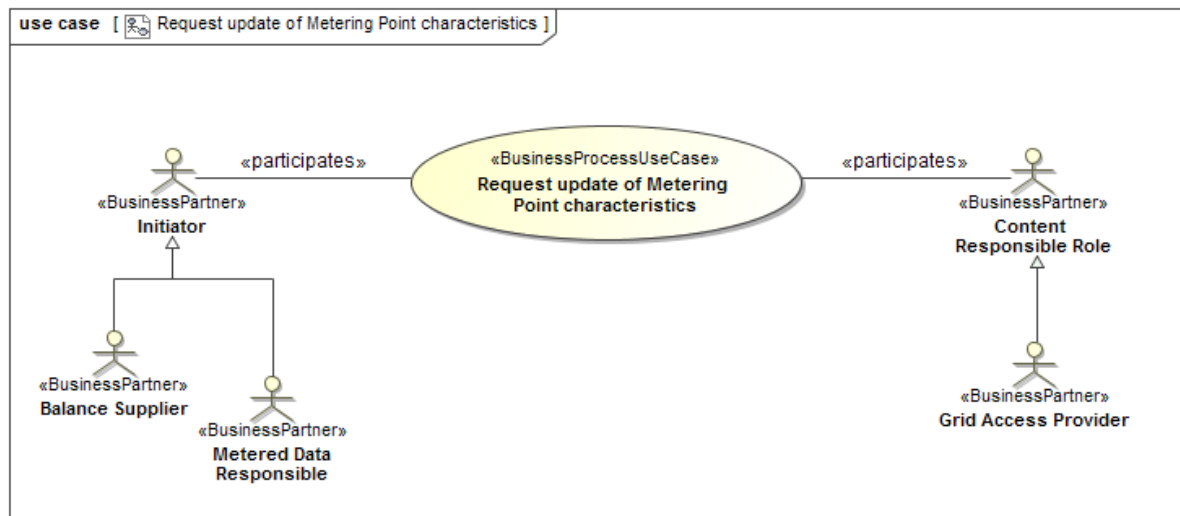 use case [ Request update of Metering Point characteristics ]
«participates»
«BusinessProcessUseCase»
Request update of Metering
Point characteristics
«participates»
«BusinessPartner»
Initiator
«BusinessPartner»
Content
Responsible Role
«BusinessPartner»
Balance Supplier
«BusinessPartner»
Metered Data
Responsible
«BusinessPartner»
Grid Access Provider